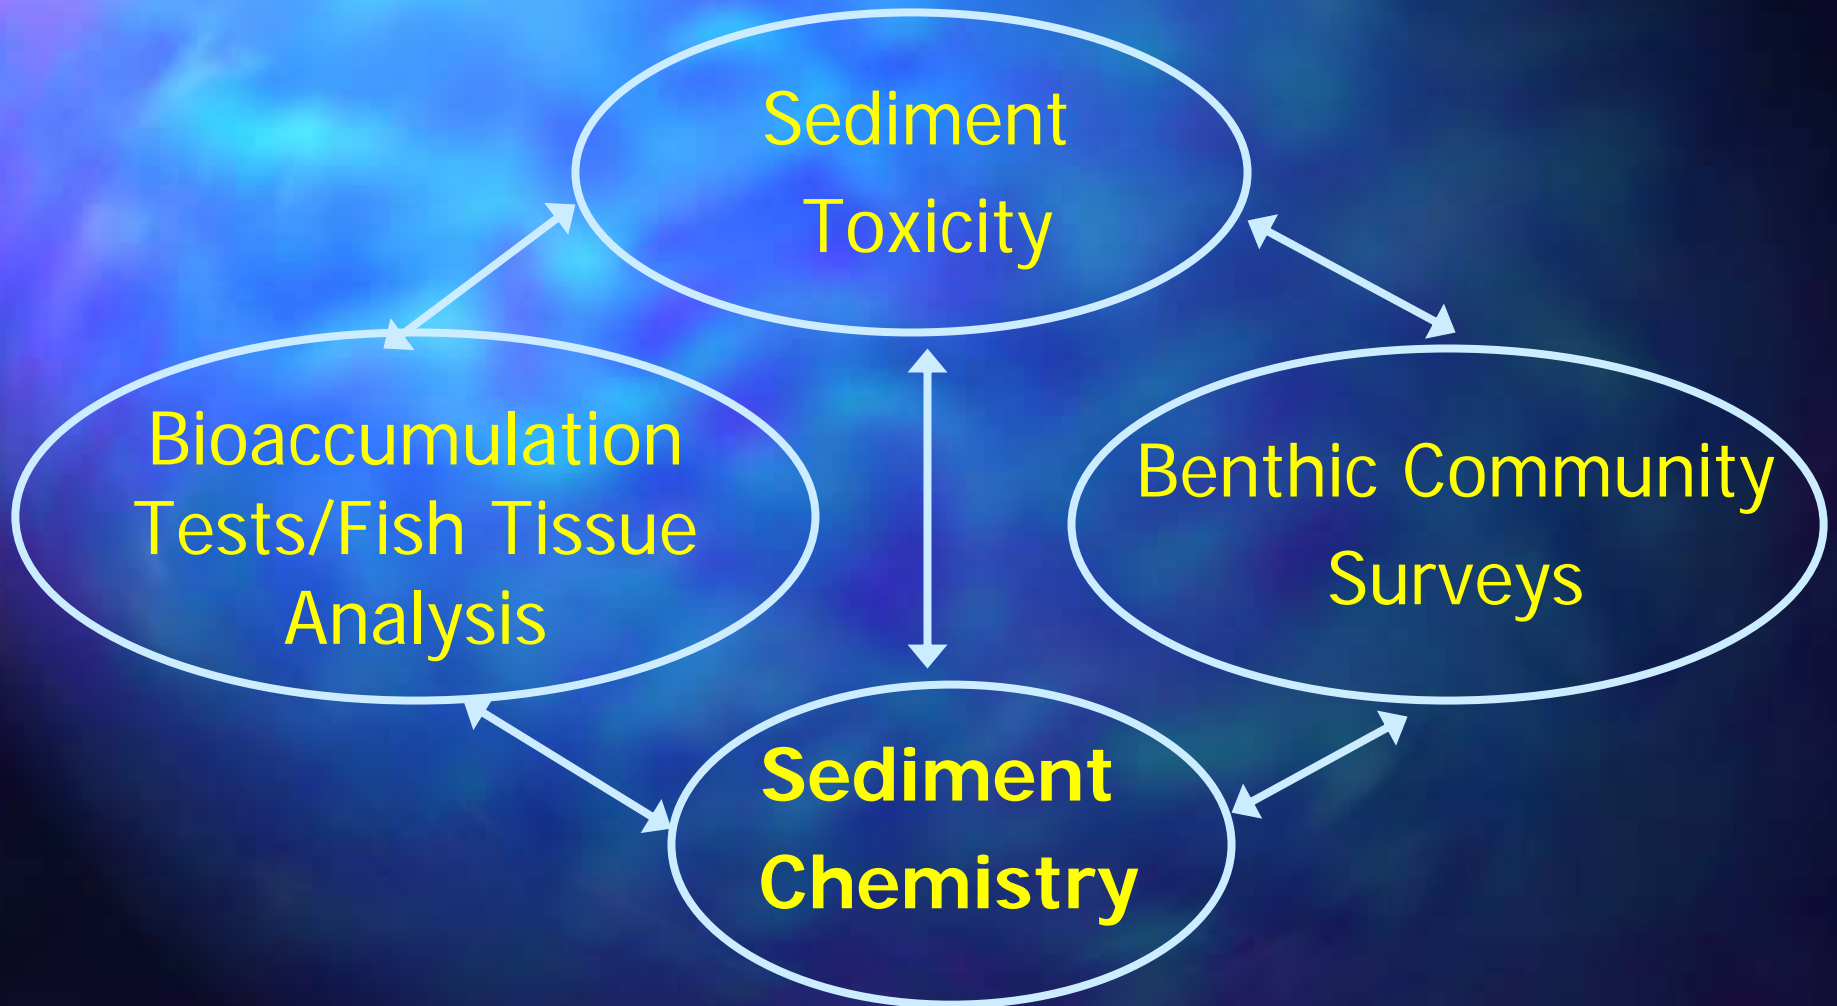 Sediment
Toxicity
Bioaccumulation
Tests/Fish Tissue
Analysis
Benthic Community
Surveys
Sediment
Chemistry